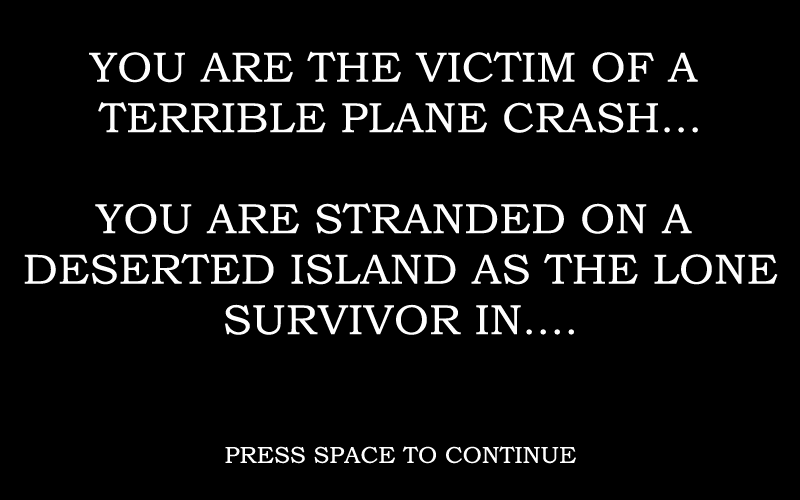 YOU ARE THE VICTIM OF A
TERRIBLE PLANE CRASH...
YOU ARE STRANDED ON A
DESERTED ISLAND AS THE LONE
SURVIVOR IN....
PRESS SPACE TO CONTINUE